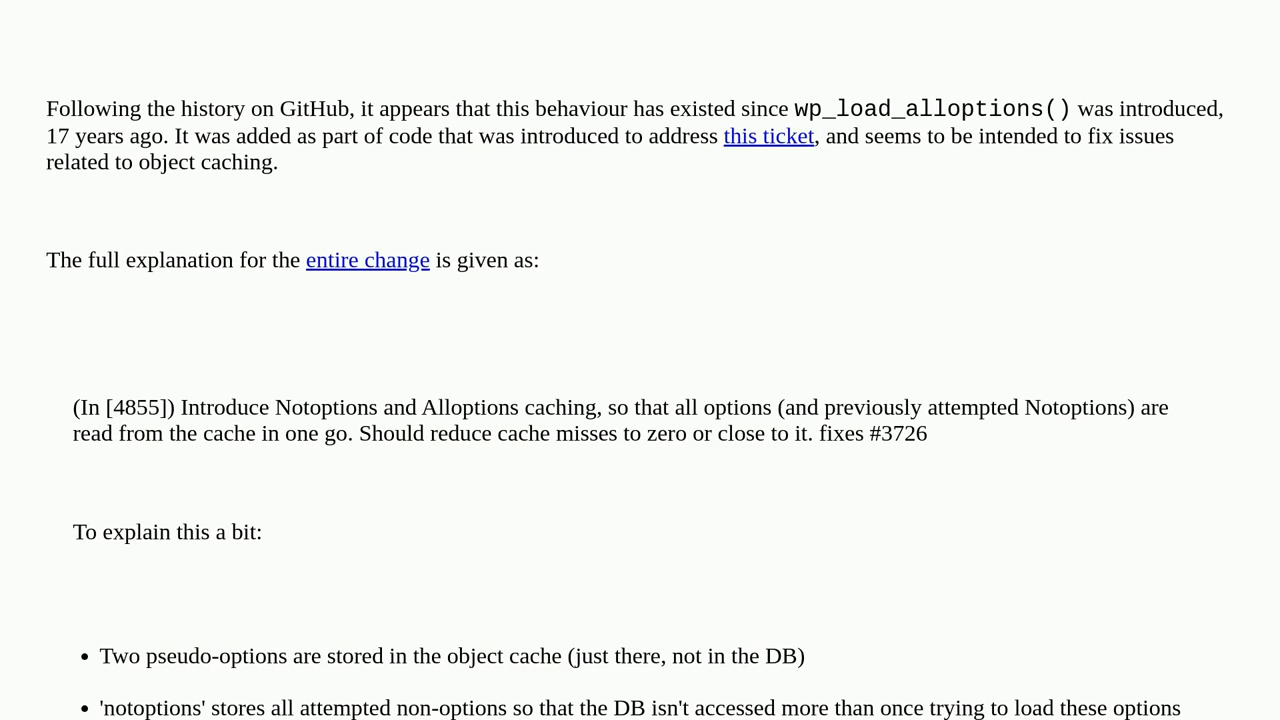 Following the history on GitHub, it appears that this behaviour has existed since wp_load_alloptions() was introduced,
17 years ago. It was added as part of code that was introduced to address this ticket, and seems to be intended to fix issues
related to object caching.
The full explanation for the entire change is given as:
(In [4855]) Introduce Notoptions and Alloptions caching, so that all options (and previously attempted Notoptions) are
read from the cache in one go. Should reduce cache misses to zero or close to it. fixes #3726
To explain this a bit:
• Two pseudo-options are stored in the object cache (just there, not in the DB)
• 'notoptions' stores all attempted non-options so that the DB isn't accessed more than once trying to load these options